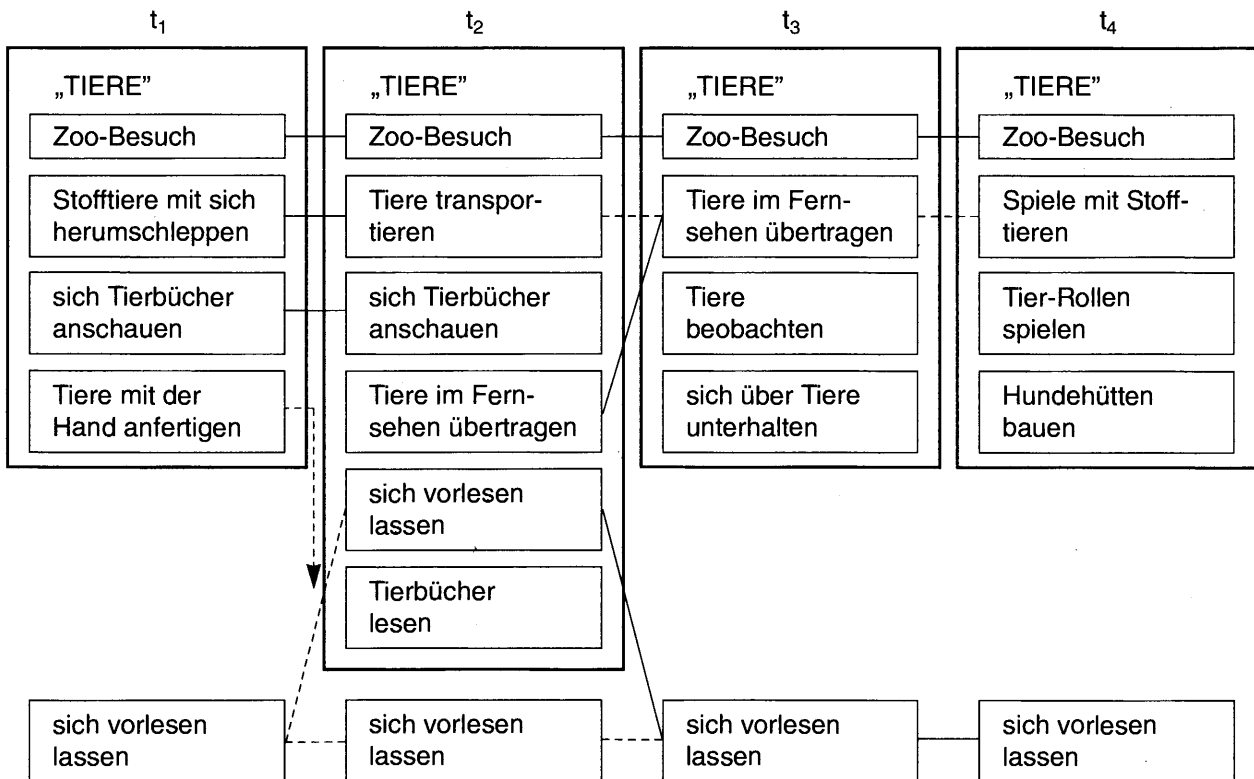 t1
t2
t3
t4
„TIERE”
Zoo-Besuch
Stofftiere mit sich
herumschleppen
sich Tierbücher
anschauen
Tiere mit der
Hand anfertigen
„TIERE”
Zoo-Besuch
Tiere transpor-
tieren
sich Tierbücher
anschauen
Tiere im Fern-
sehen übertragen
sich vorlesen
lassen
Tierbücher
lesen
„TIERE”
Zoo-Besuch
Tiere im Fern-
sehen übertragen
Tiere
beobachten
sich über Tiere
unterhalten
„TIERE”
Zoo-Besuch
Spiele mit Stoff-
tieren
Tier-Rollen
spielen
Hundehütten
bauen
sich vorlesen
lassen
sich vorlesen
lassen
sich vorlesen
lassen
sich vorlesen
lassen